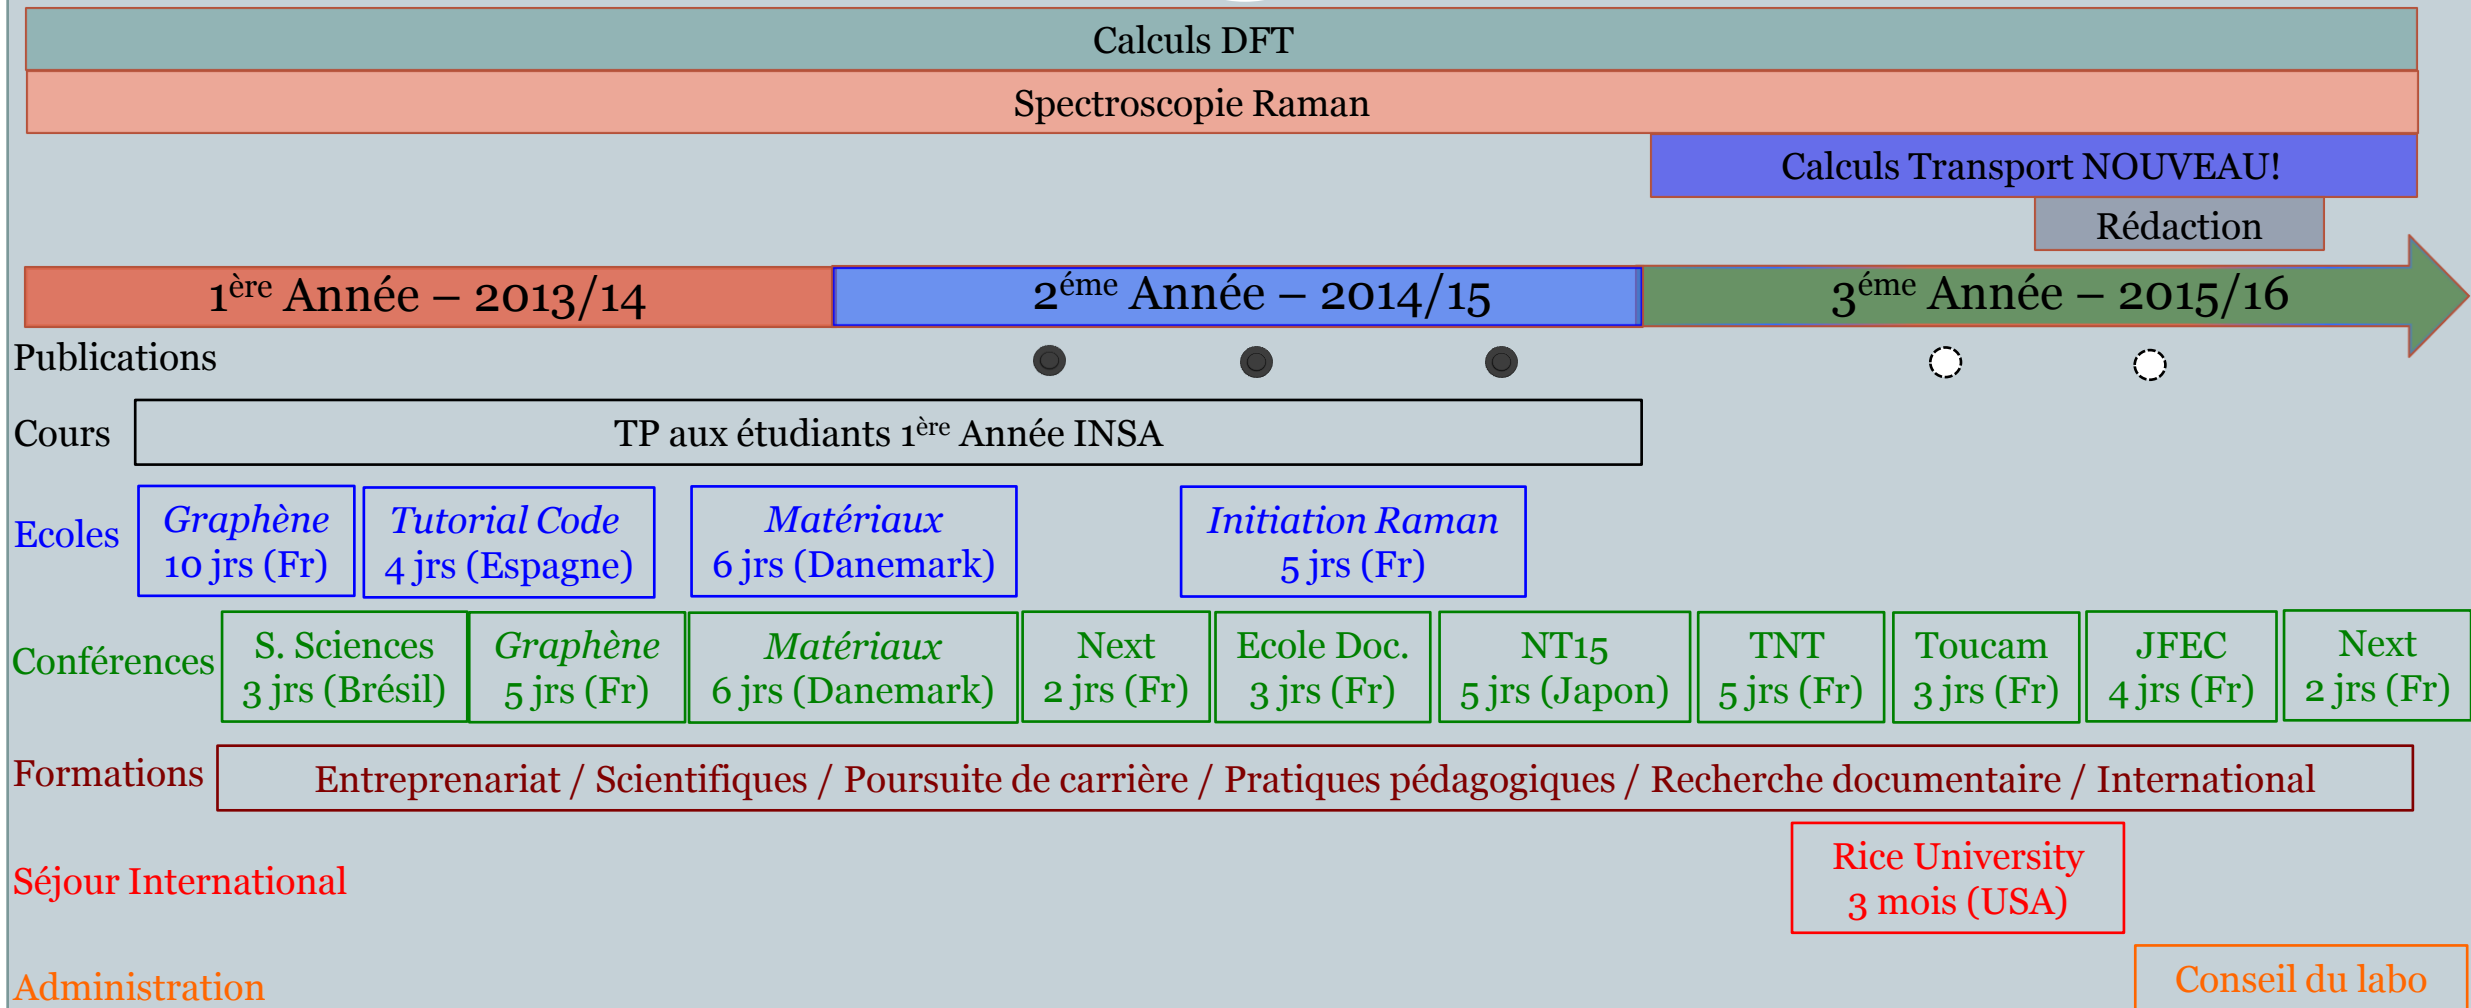 Calculs DFT
Spectroscopie Raman
Calculs Transport NOUVEAU!
Rédaction
1ère Année – 2013/14
2éme Année – 2014/15
3éme Année – 2015/16
Publications
Cours
TP aux étudiants 1ère Année INSA
Ecoles
Graphène
10 jrs (Fr)
Tutorial Code
4 jrs (Espagne)
Matériaux
6 jrs (Danemark)
Initiation Raman
5 jrs (Fr)
Conférences
S. Sciences
3 jrs (Brésil)
Graphène
5 jrs (Fr)
Matériaux
6 jrs (Danemark)
Next
2 jrs (Fr)
Ecole Doc.
3 jrs (Fr)
NT15
5 jrs (Japon)
TNT
5 jrs (Fr)
Toucam
3 jrs (Fr)
JFEC
4 jrs (Fr)
Next
2 jrs (Fr)
Formations
Entreprenariat / Scientifiques / Poursuite de carrière / Pratiques pédagogiques / Recherche documentaire / International
Séjour International
Rice University
3 mois (USA)
Administration
Conseil du labo